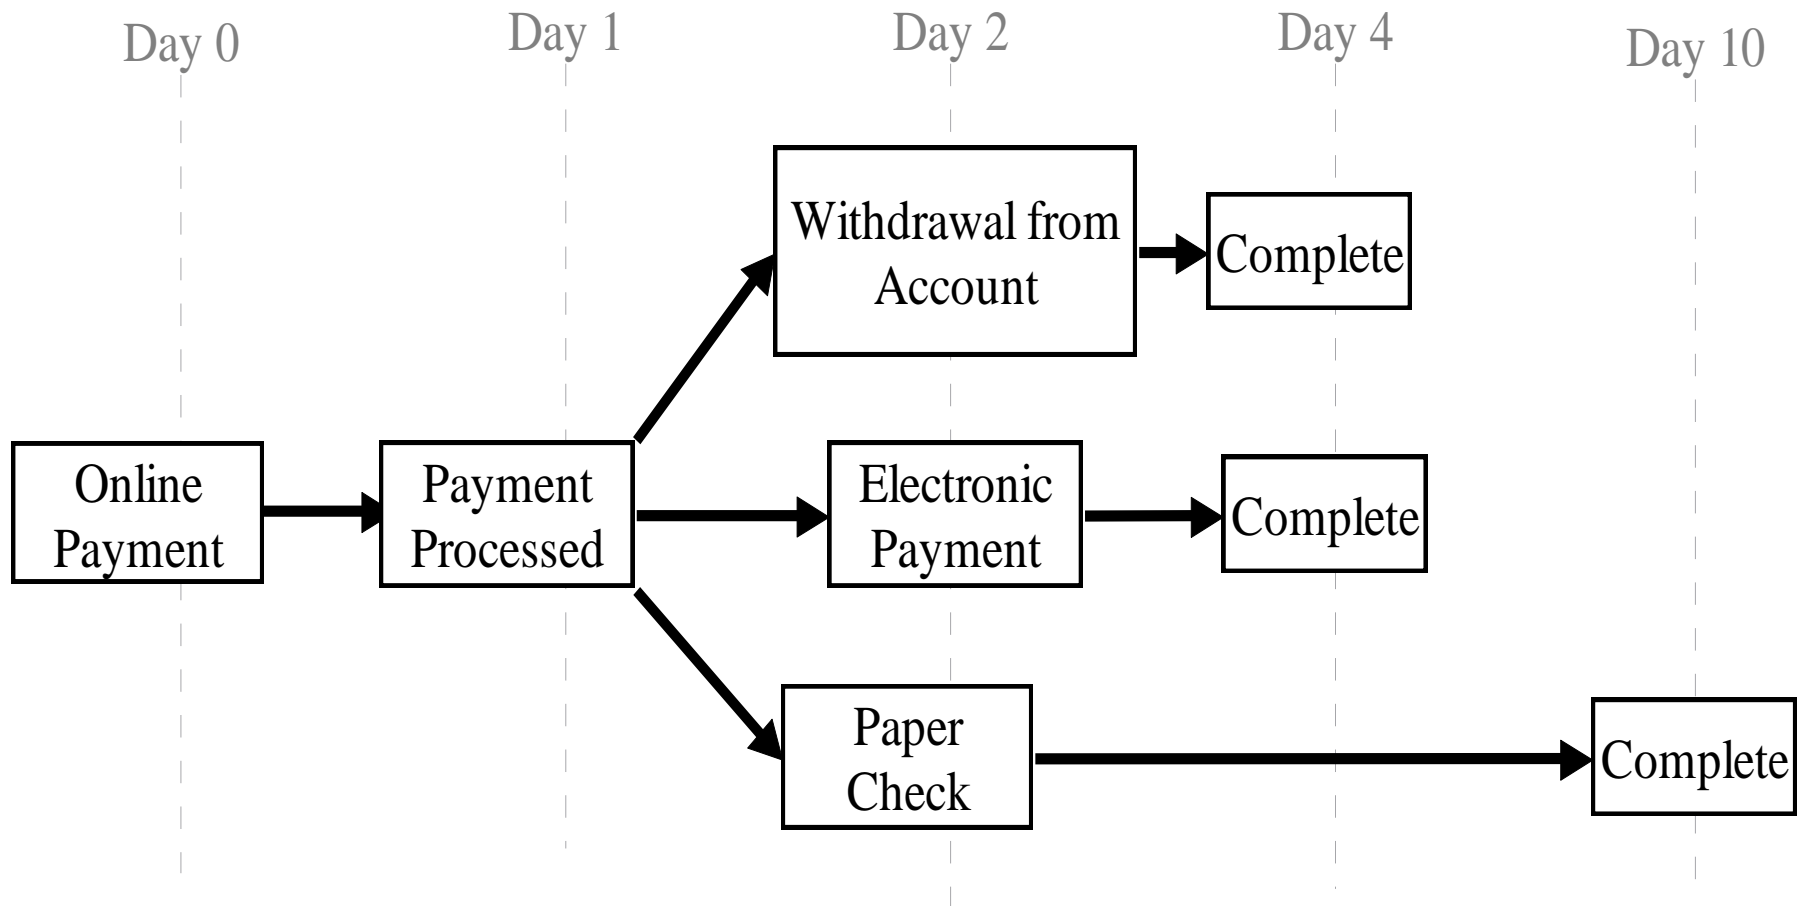 Day 0
Day 1
Day 2
Day 4
Day 10
Withdrawal from
Account
Complete
Online
Payment
Payment
Processed
Electronic
Payment
Complete
Paper
Check
Complete